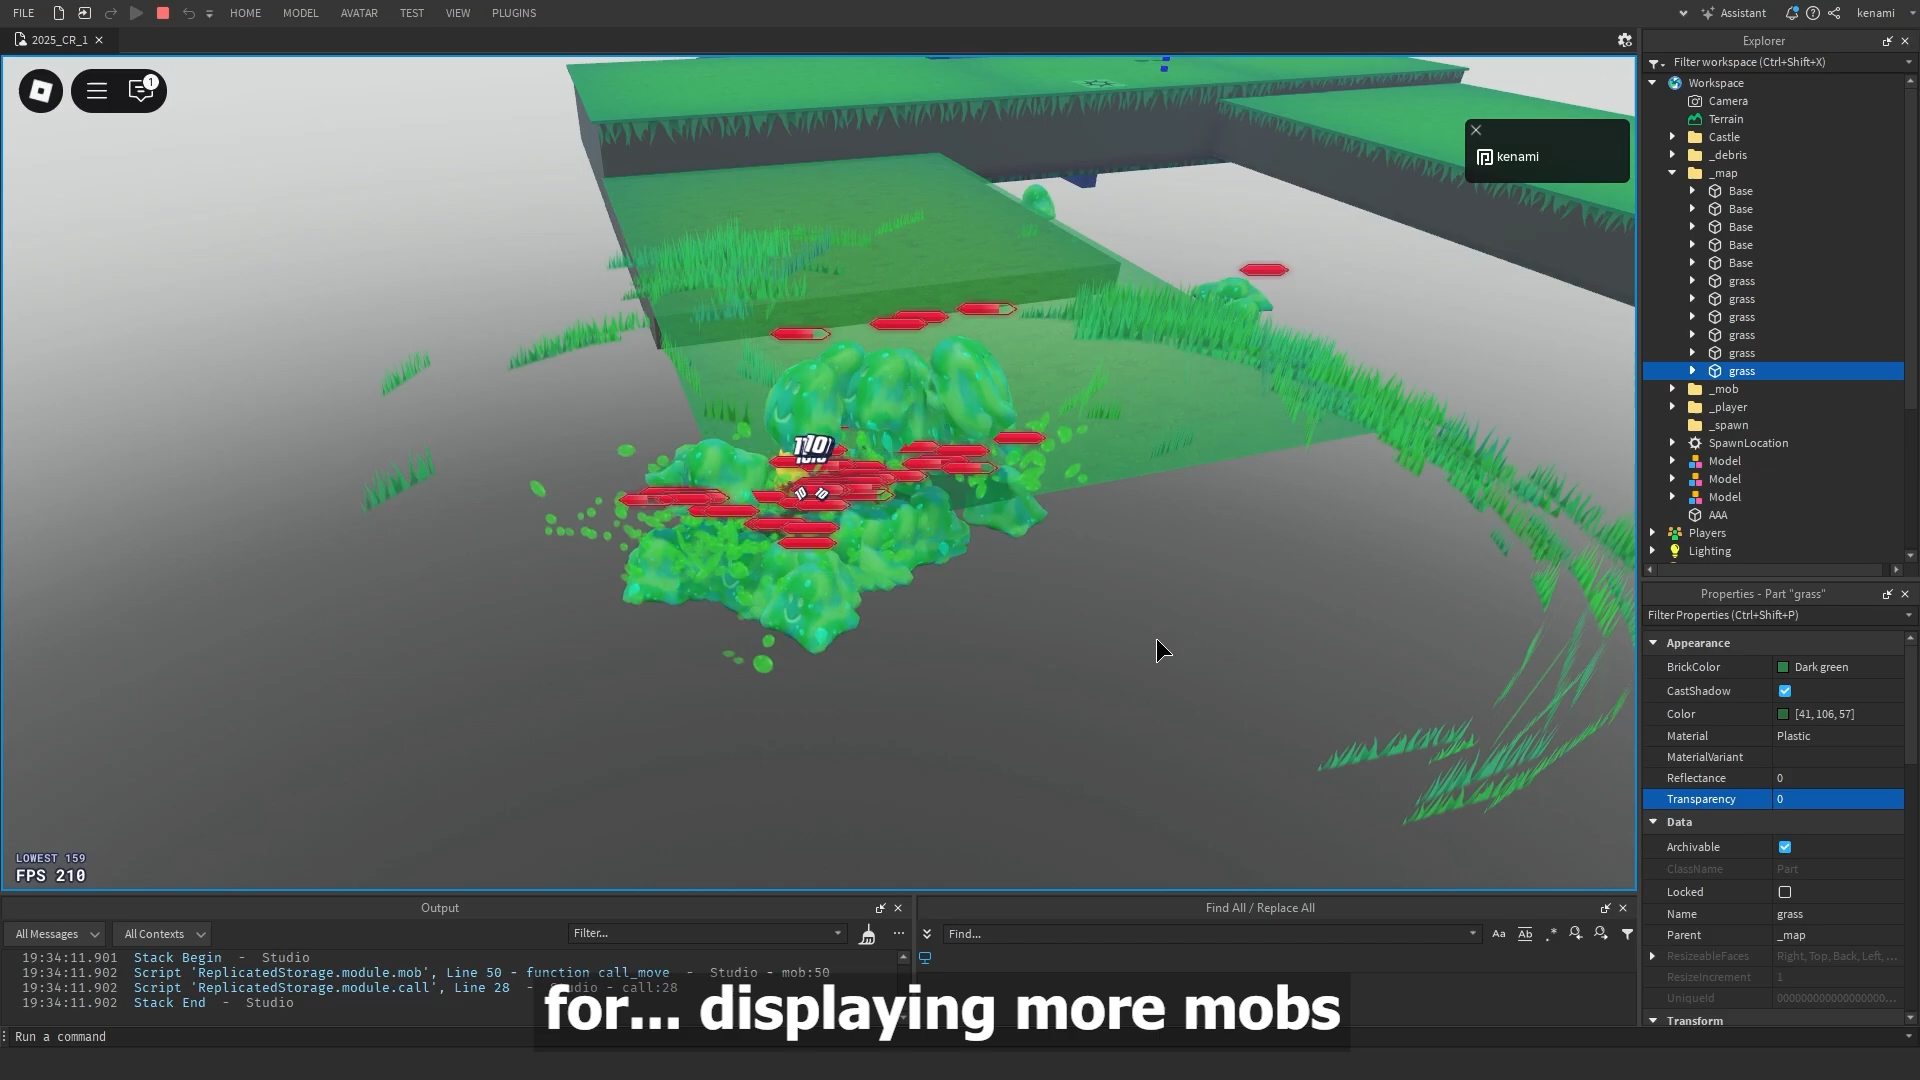 FILE HOME MODEL AVATAR TEST VIEW PLUGINS Assistant kenami
2025_CR_1
1
kenami
LOWEST 159
FPS 210
Explorer
Filter workspace (Ctrl+Shift+X)
Workspace
Camera
Terrain
Castle
_debris
_map
Base
Base
Base
Base
Base
grass
grass
grass
grass
grass
grass
_mob
_player
_spawn
SpawnLocation
Model
Model
Model
AAA
Players
Lighting
Properties - Part "grass"
Filter Properties (Ctrl+Shift+P)
Appearance
BrickColor Dark green
CastShadow
Color [41, 106, 57]
Material Plastic
MaterialVariant
Reflectance 0
Transparency 0
Data
Archivable
ClassName Part
Locked
Name grass
Parent _map
ResizeableFaces Right, Top, Back, Left, ...
ResizeIncrement 1
UniqueId 0000000000000000...
Transform
Output
All Messages All Contexts Filter...
19:34:11.901 Stack Begin - Studio
19:34:11.902 Script 'ReplicatedStorage.module.mob', Line 50 - function call_move - Studio - mob:50
19:34:11.902 Script 'ReplicatedStorage.module.call', Line 28 - Studio - call:28
19:34:11.902 Stack End - Studio
Find All / Replace All
Find... Aa Ab .*
Run a command
for... displaying more mobs